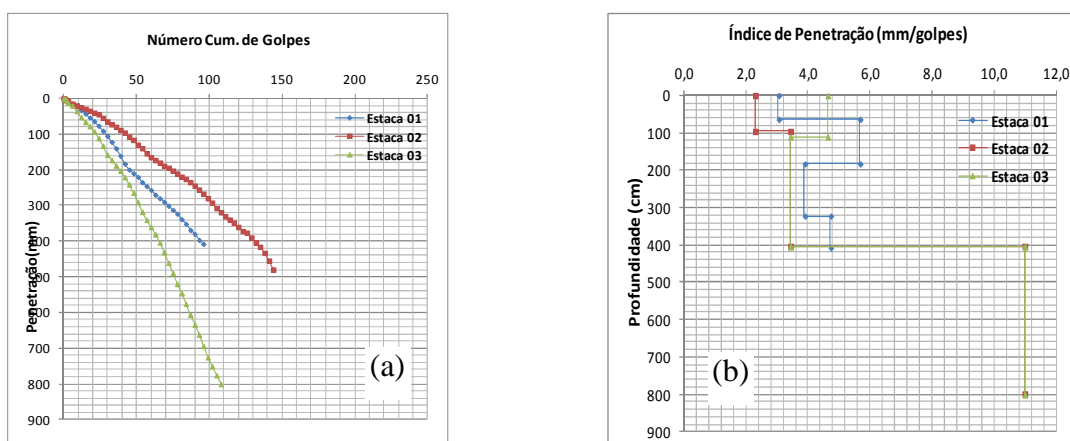 Número Cum. de Golpes
0 50 100 150 200 250
0
100
200
300
400
500
600
700
800
900
Penetração(mm)
Estaca 01
Estaca 02
Estaca 03
(a)
Índice de Penetração (mm/golpes)
0,0 2,0 4,0 6,0 8,0 10,0 12,0
0
100
200
300
400
500
600
700
800
900
Profundidade (cm)
Estaca 01
Estaca 02
Estaca 03
(b)